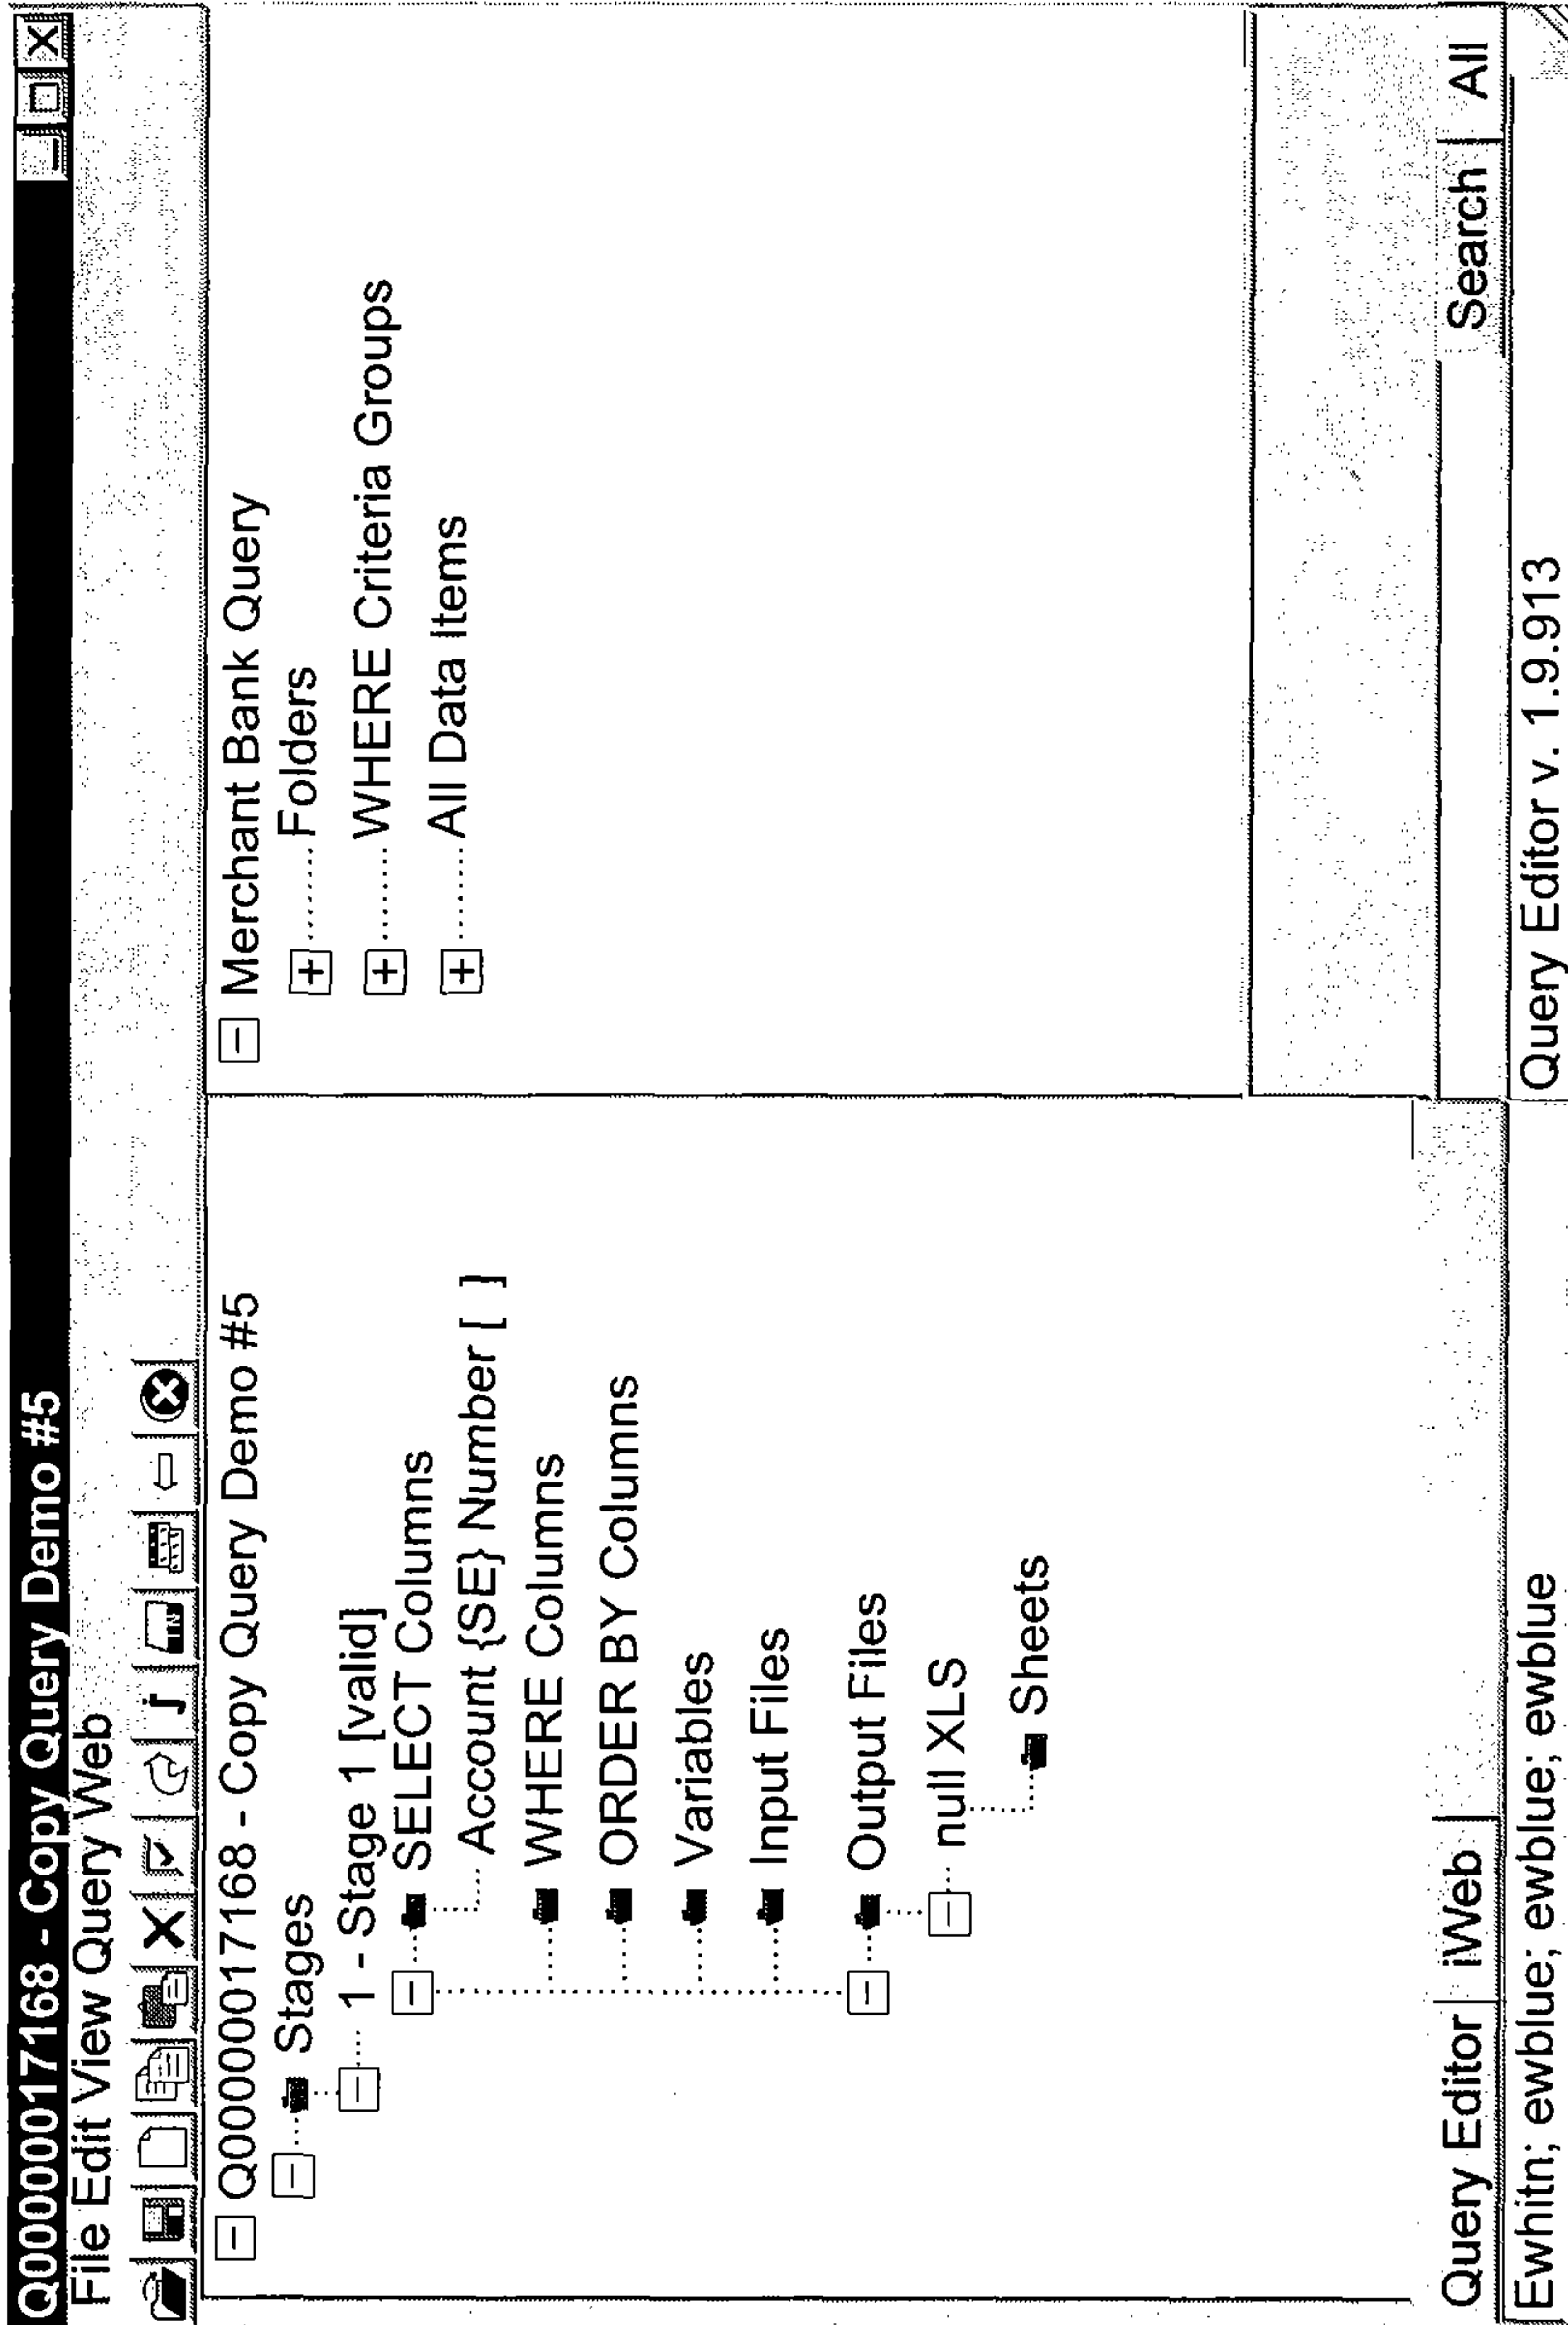 Q0000017168 - Copy Query Demo #5
File Edit View Query Web
Q0000017168 - Copy Query Demo #5
Stages
1 - Stage 1 [valid]
SELECT Columns
Account {SE} Number [ ]
WHERE Columns
ORDER BY Columns
Variables
Input Files
Output Files
null XLS
Sheets
Merchant Bank Query
Folders
WHERE Criteria Groups
All Data Items
Query Editor iWeb
Search All
Ewhitn; ewblue; ewblue; ewblue; ewblue
Query Editor v. 1.9.913